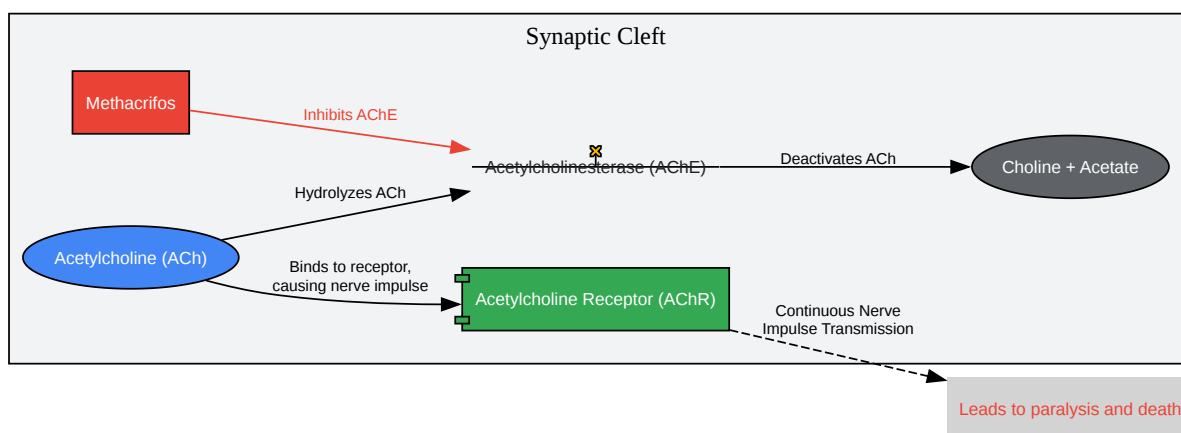 Synaptic Cleft
Methacrifos
Inhibits AChE
Acetylcholinesterase (AChE)
Deactivates ACh
Choline + Acetate
Hydrolyzes ACh
Acetylcholine (ACh)
Binds to receptor,
causing nerve impulse
Acetylcholine Receptor (AChR)
Continuous Nerve
Impulse Transmission
Leads to paralysis and death